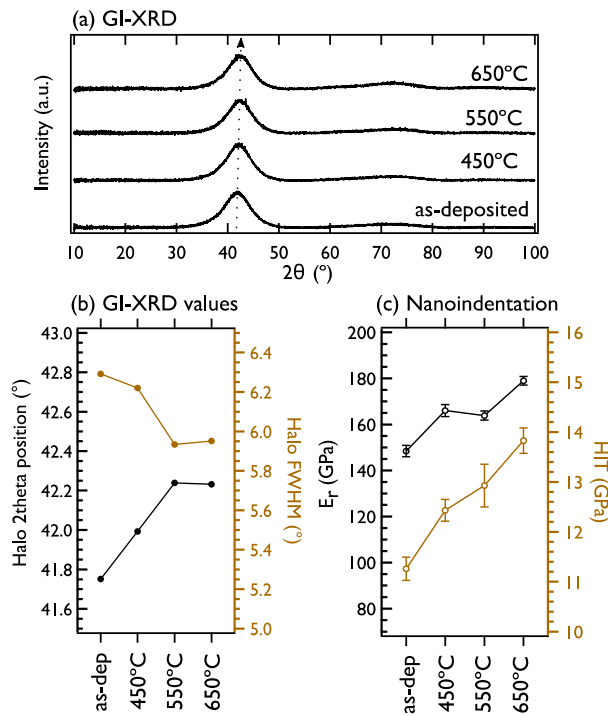 (a) GI-XRD
Intensity (a.u.)
650°C
550°C
450°C
as-deposited
10 20 30 40 50 60 70 80 90 100
2θ (°)
(b) GI-XRD values
Halo 2theta position (°)
43.0
42.8
42.6
42.4
42.2
42.0
41.8
41.6
6.4
6.2
6.0
5.8
5.6
5.4
5.2
5.0
Halo FWHM (°)
as-dep
450°C
550°C
650°C
(c) Nanoindentation
Er (GPa)
200
180
160
140
120
100
80
16
15
14
13
12
11
10
HIT (GPa)
as-dep
450°C
550°C
650°C